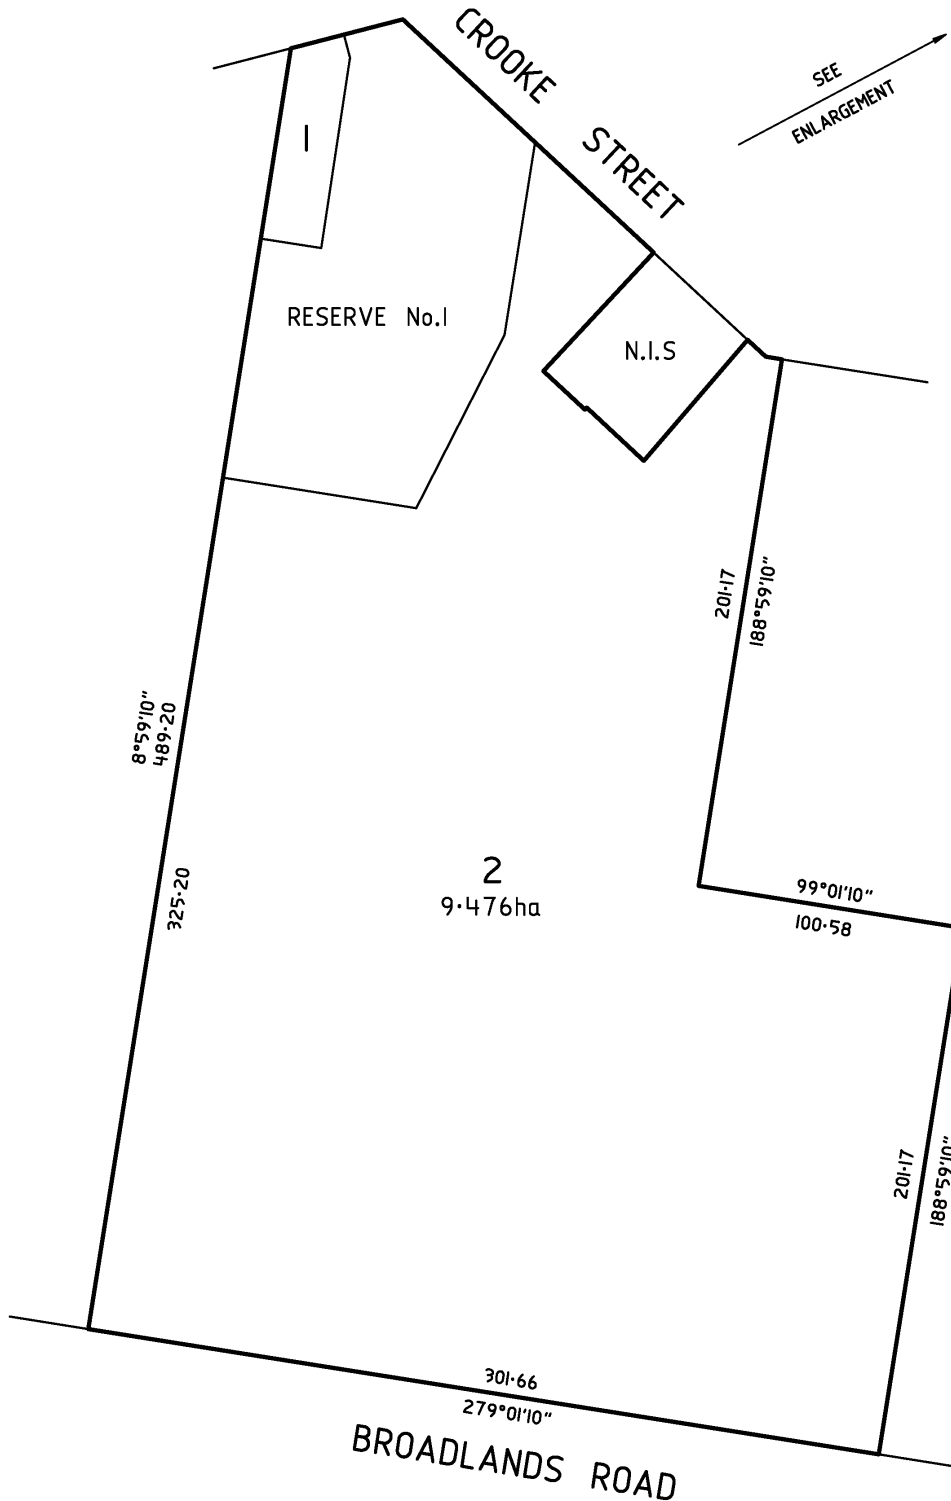 CROOKE STREET
SEE
ENLARGEMENT
1
RESERVE No.1
N.I.S
201·17
188°59'10"
8°59'10"
489·20
325·20
2
9·476ha
99°01'10"
100·58
201·17
188°59'10"
301·66
279°01'10"
BROADLANDS ROAD